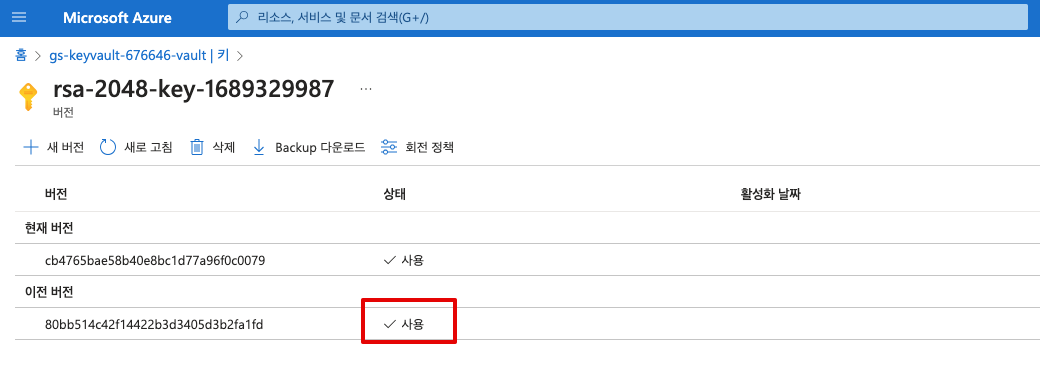 Microsoft Azure
리소스, 서비스 및 문서 검색(G+/)
홈 > gs-keyvault-676646-vault | 키 >
rsa-2048-key-1689329987 ...
버전
새 버전 새로 고침 삭제 Backup 다운로드 회전 정책
버전 상태 활성화 날짜
현재 버전
cb4765bae58b40e8bc1d77a96f0c0079 사용
이전 버전
80bb514c42f14422b3d3405d3b2fa1fd 사용